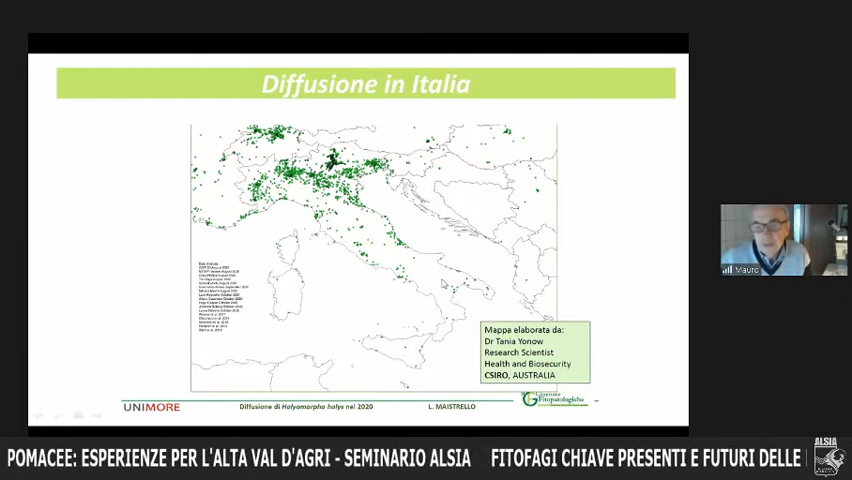 Diffusione in Italia
Mappa elaborata da:
Dr Tania Yonow
Research Scientist
Health and Biosecurity
CSIRO, AUSTRALIA
Mauro
UNIMORE
Diffusione di Halyomorpha halys nel 2020
L. MAISTRELLO
Giornate
Fitopatologiche
POMACEE: ESPERIENZE PER L'ALTA VAL D'AGRI - SEMINARIO ALSIA FITOFAGI CHIAVE PRESENTI E FUTURI DELLE
ALSIA